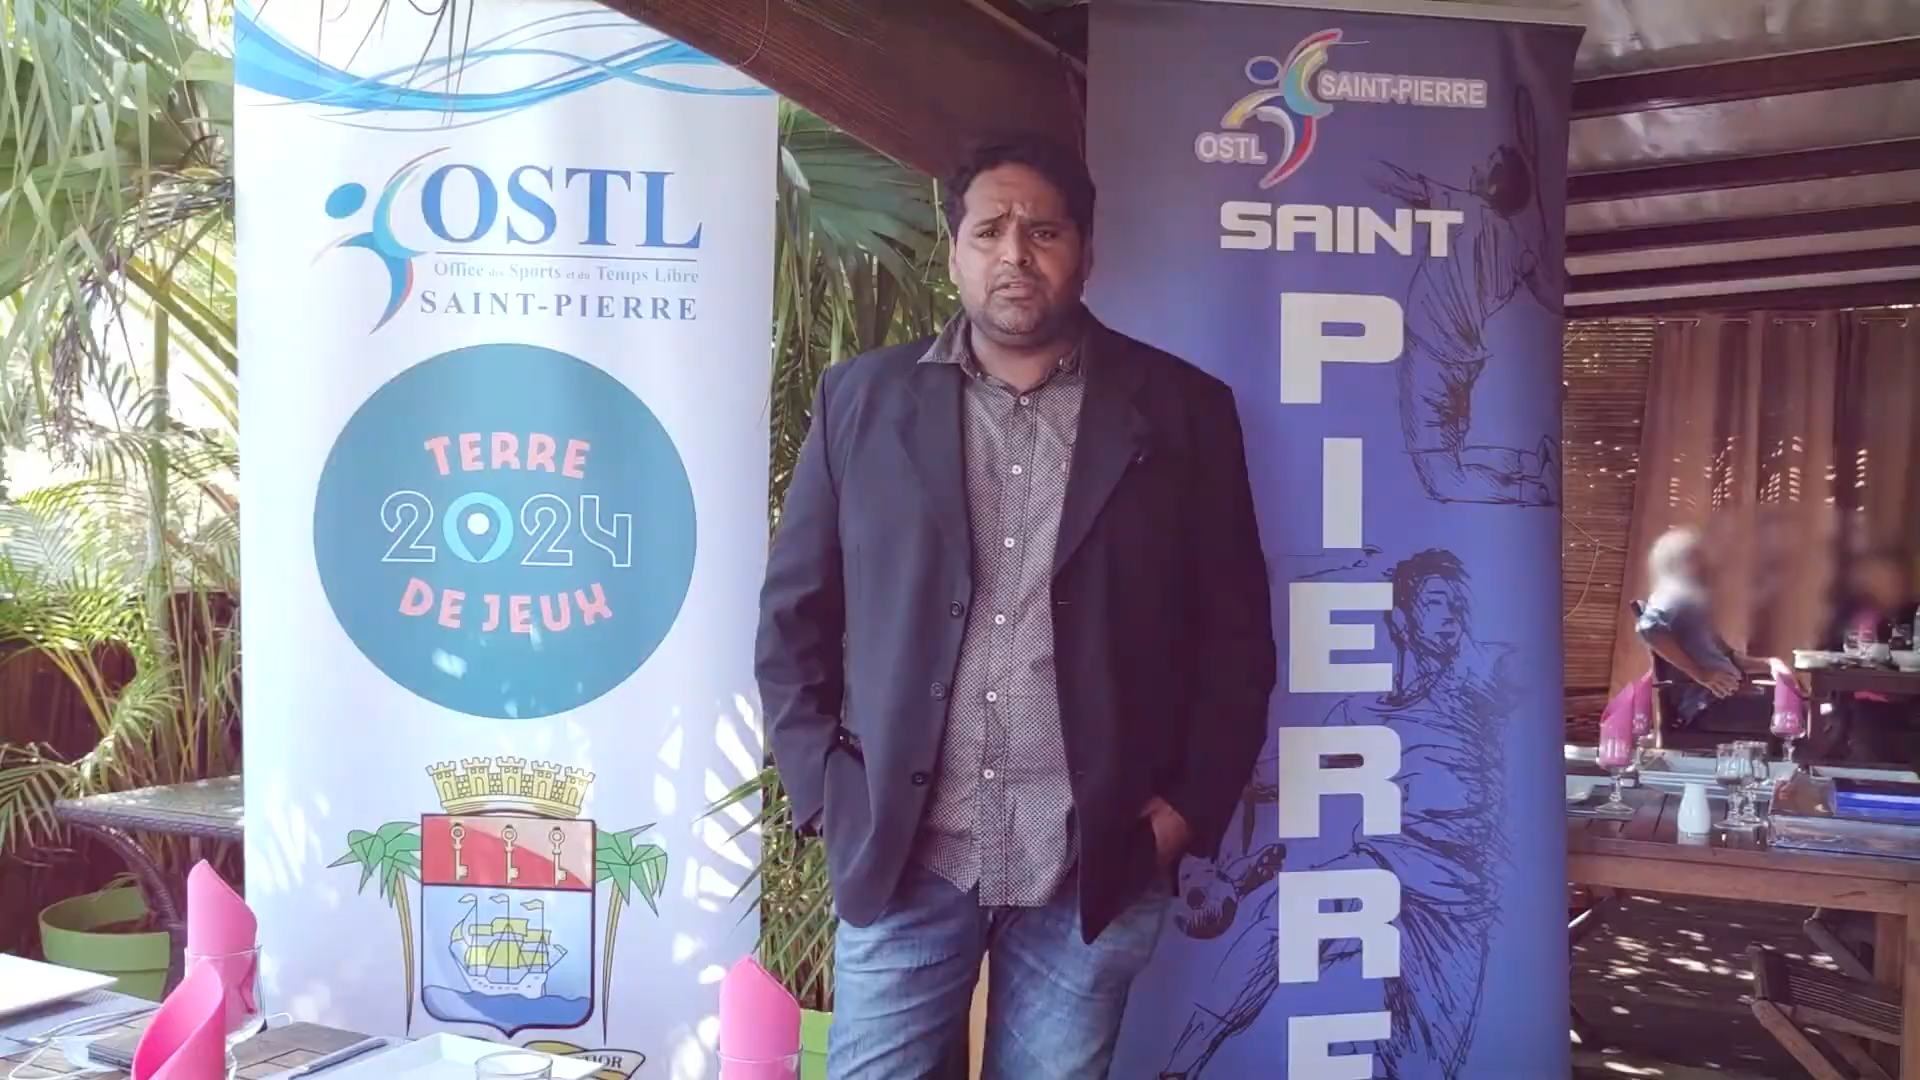 OSTL
Office des Sports et du Temps Libre
SAINT-PIERRE
TERRE
2024
DE JEUX
SAINT-PIERRE
OSTL
SAINT
PIERRE